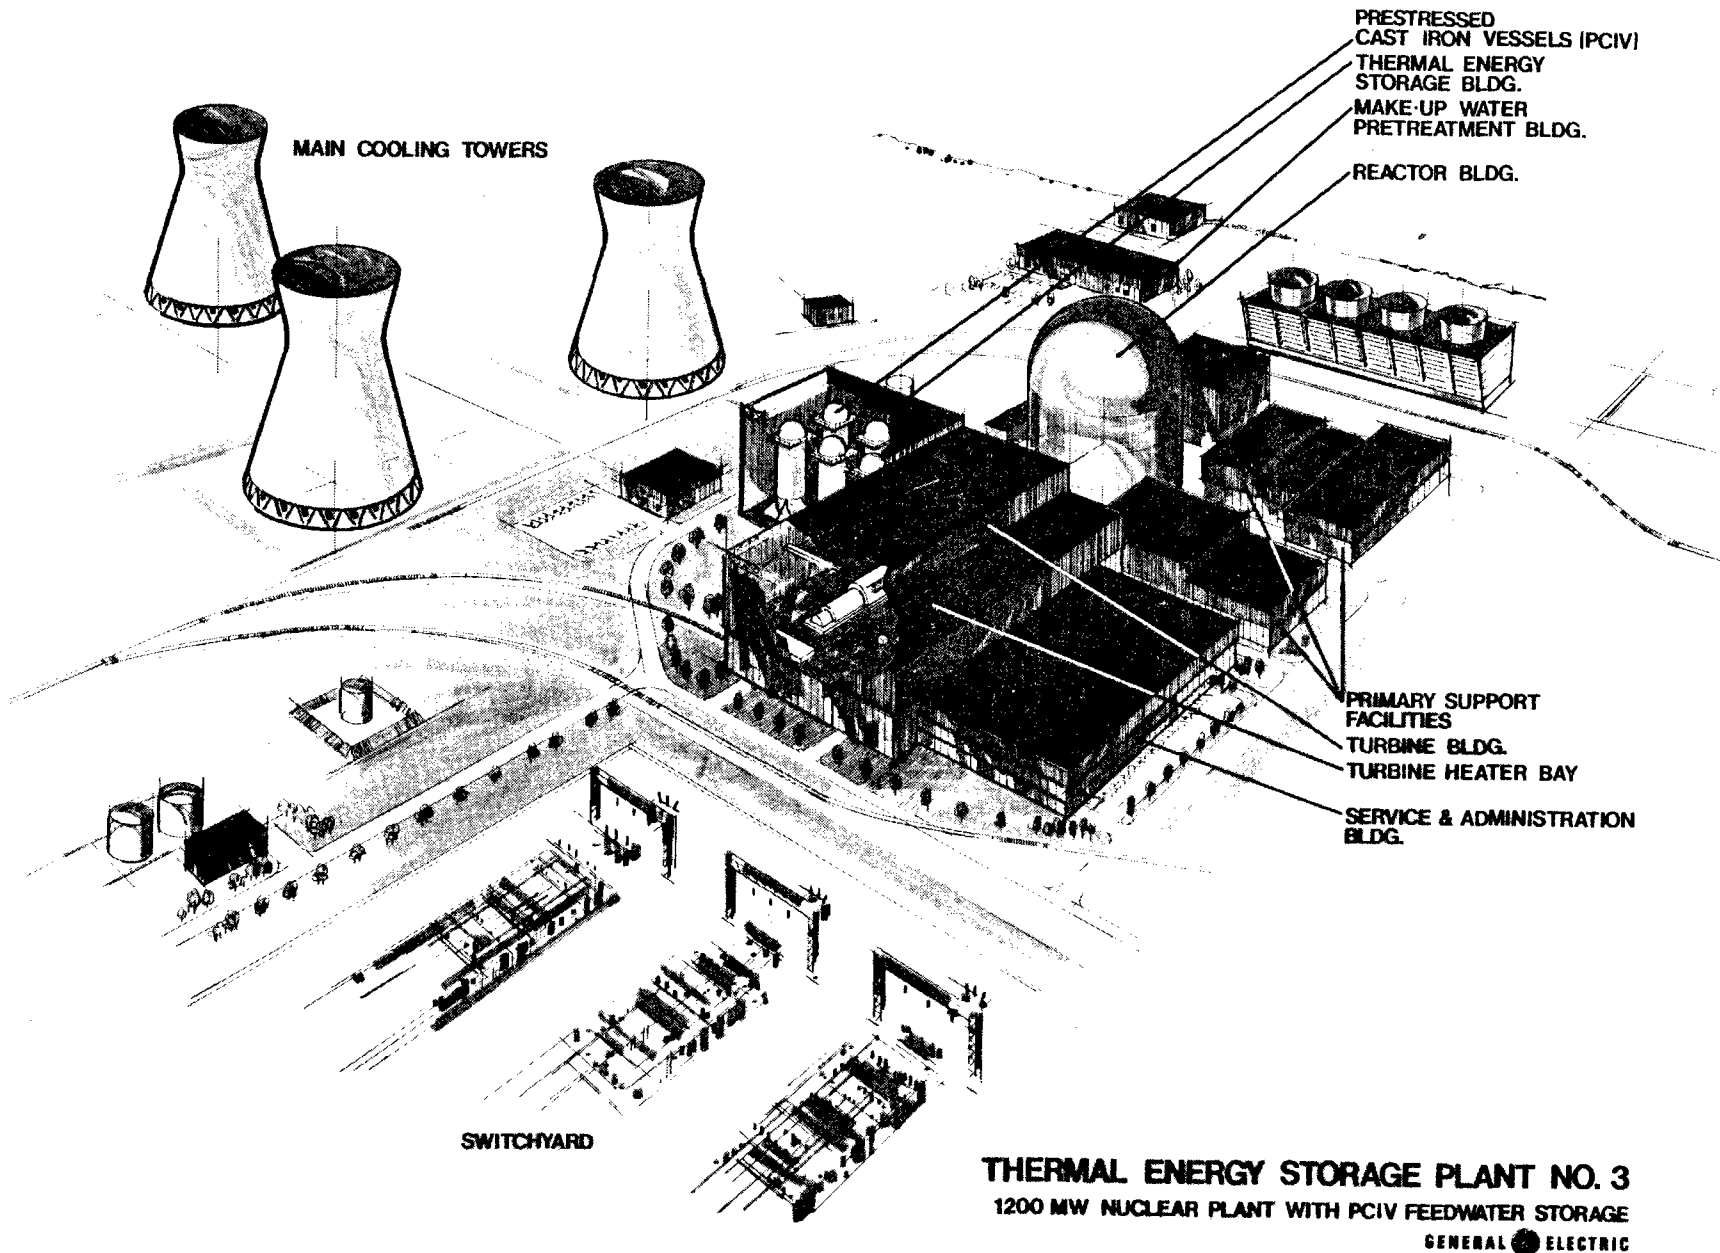 PRESTRESSED
CAST IRON VESSELS (PCIV)
THERMAL ENERGY
STORAGE BLDG.
MAKE-UP WATER
PRETREATMENT BLDG.
REACTOR BLDG.
MAIN COOLING TOWERS
PRIMARY SUPPORT
FACILITIES
TURBINE BLDG.
TURBINE HEATER BAY
SERVICE & ADMINISTRATION
BLDG.
SWITCHYARD
THERMAL ENERGY STORAGE PLANT NO. 3
1200 MW NUCLEAR PLANT WITH PCIV FEEDWATER STORAGE
GENERAL ELECTRIC